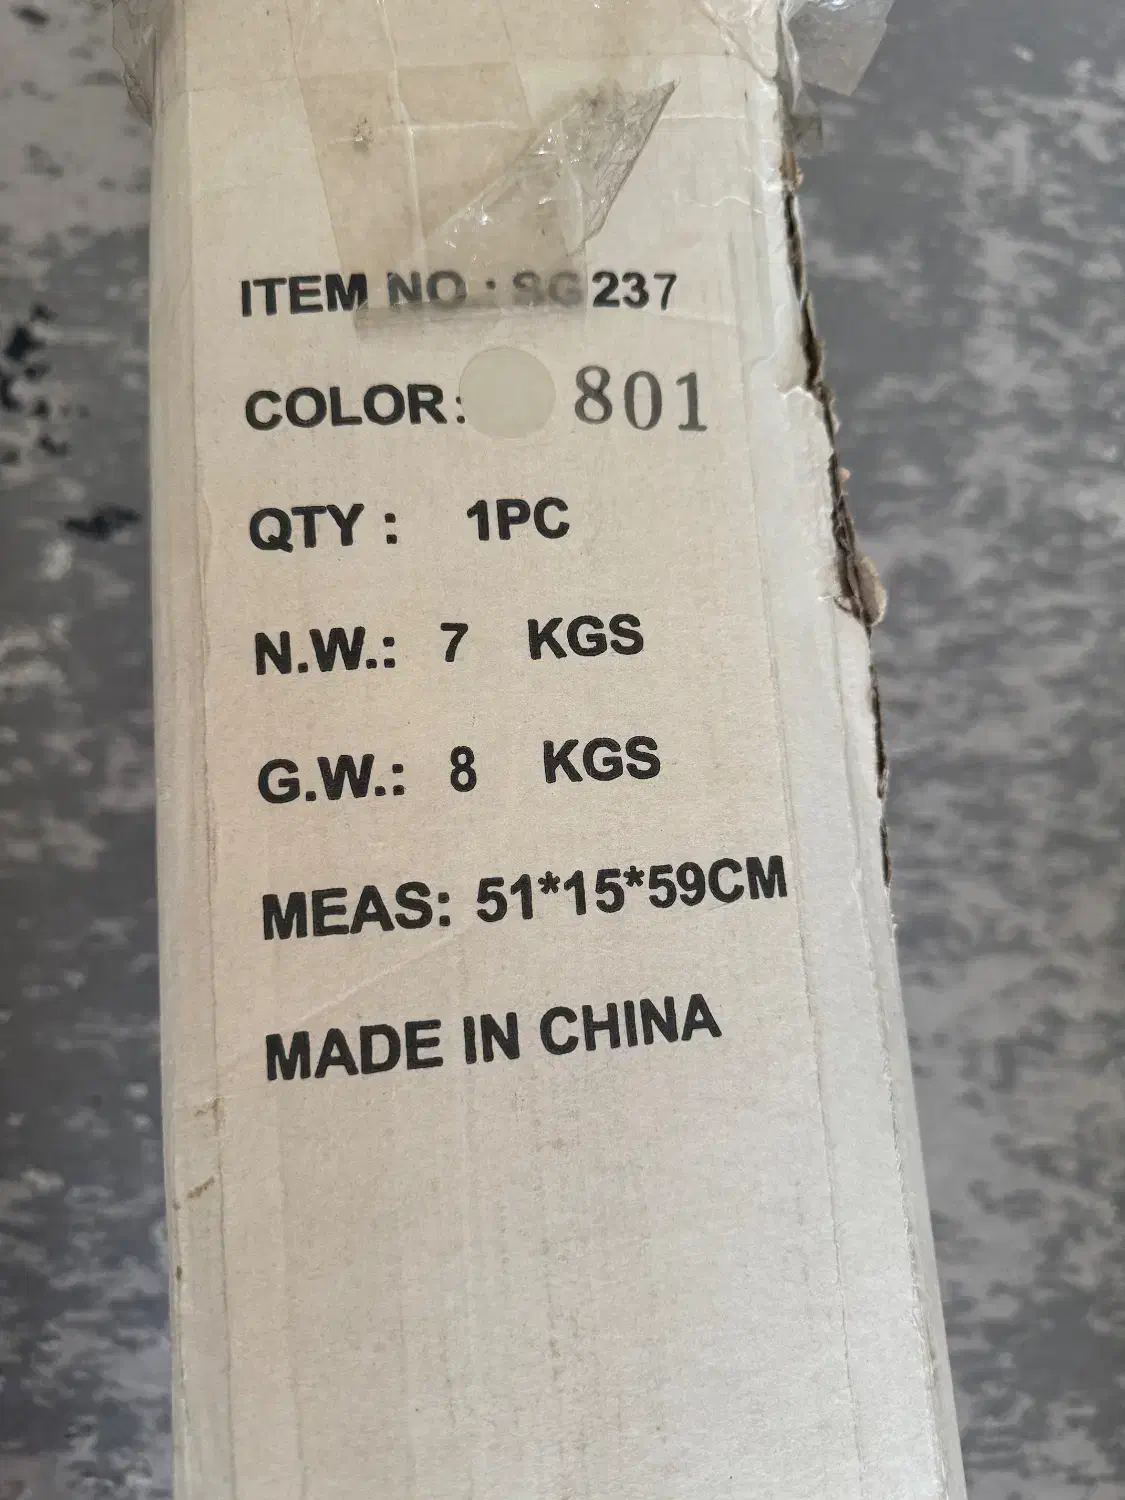 ITEM NO.: SG237
COLOR: 801
QTY : 1PC
N.W.: 7 KGS
G.W.: 8 KGS
MEAS: 51*15*59CM
MADE IN CHINA